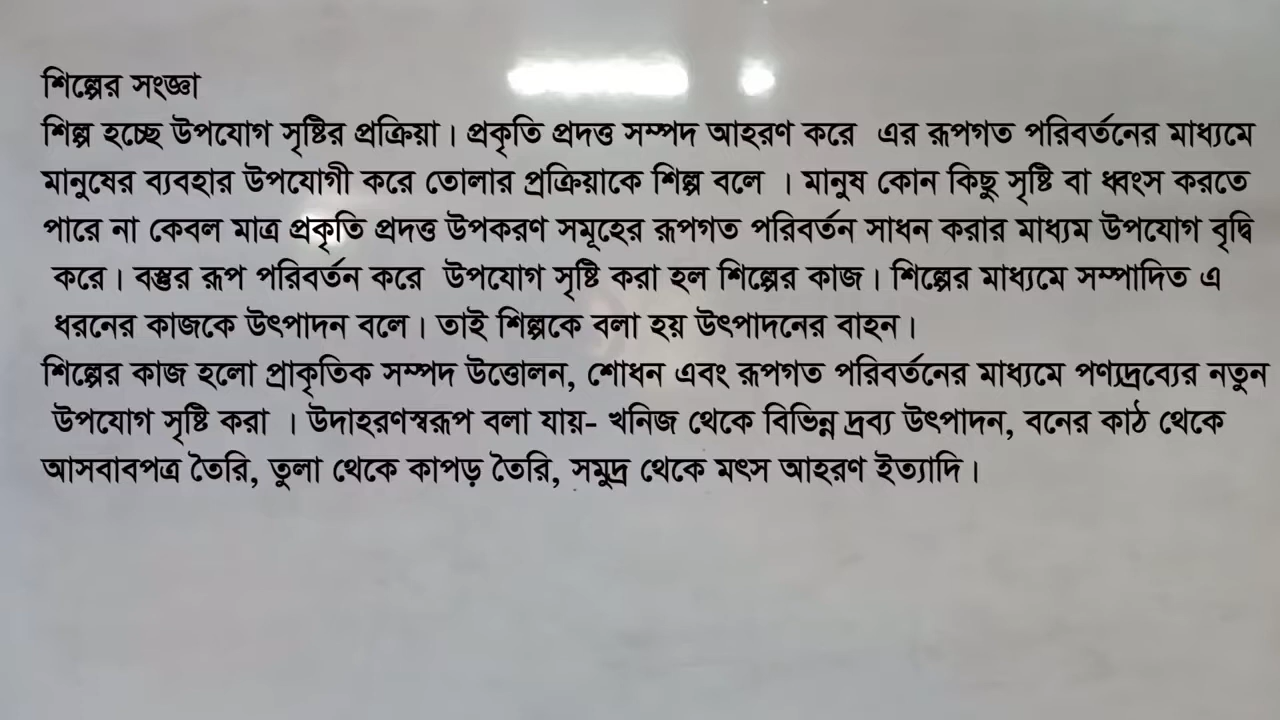 শিল্পের সংজ্ঞা
শিল্প হচ্ছে উপযোগ সৃষ্টির প্রক্রিয়া। প্রকৃতি প্রদত্ত সম্পদ আহরণ করে এর রূপগত পরিবর্তনের মাধ্যমে
মানুষের ব্যবহার উপযোগী করে তোলার প্রক্রিয়াকে শিল্প বলে । মানুষ কোন কিছু সৃষ্টি বা ধ্বংস করতে
পারে না কেবল মাত্র প্রকৃতি প্রদত্ত উপকরণ সমূহের রূপগত পরিবর্তন সাধন করার মাধ্যম উপযোগ বৃদ্বি
করে। বস্তুর রূপ পরিবর্তন করে উপযোগ সৃষ্টি করা হল শিল্পের কাজ। শিল্পের মাধ্যমে সম্পাদিত এ
ধরনের কাজকে উৎপাদন বলে। তাই শিল্পকে বলা হয় উৎপাদনের বাহন।
শিল্পের কাজ হলো প্রাকৃতিক সম্পদ উত্তোলন, শোধন এবং রূপগত পরিবর্তনের মাধ্যমে পণ্যদ্রব্যের নতুন
উপযোগ সৃষ্টি করা । উদাহরণস্বরূপ বলা যায়- খনিজ থেকে বিভিন্ন দ্রব্য উৎপাদন, বনের কাঠ থেকে
আসবাবপত্র তৈরি, তুলা থেকে কাপড় তৈরি, সমুদ্র থেকে মৎস আহরণ ইত্যাদি।